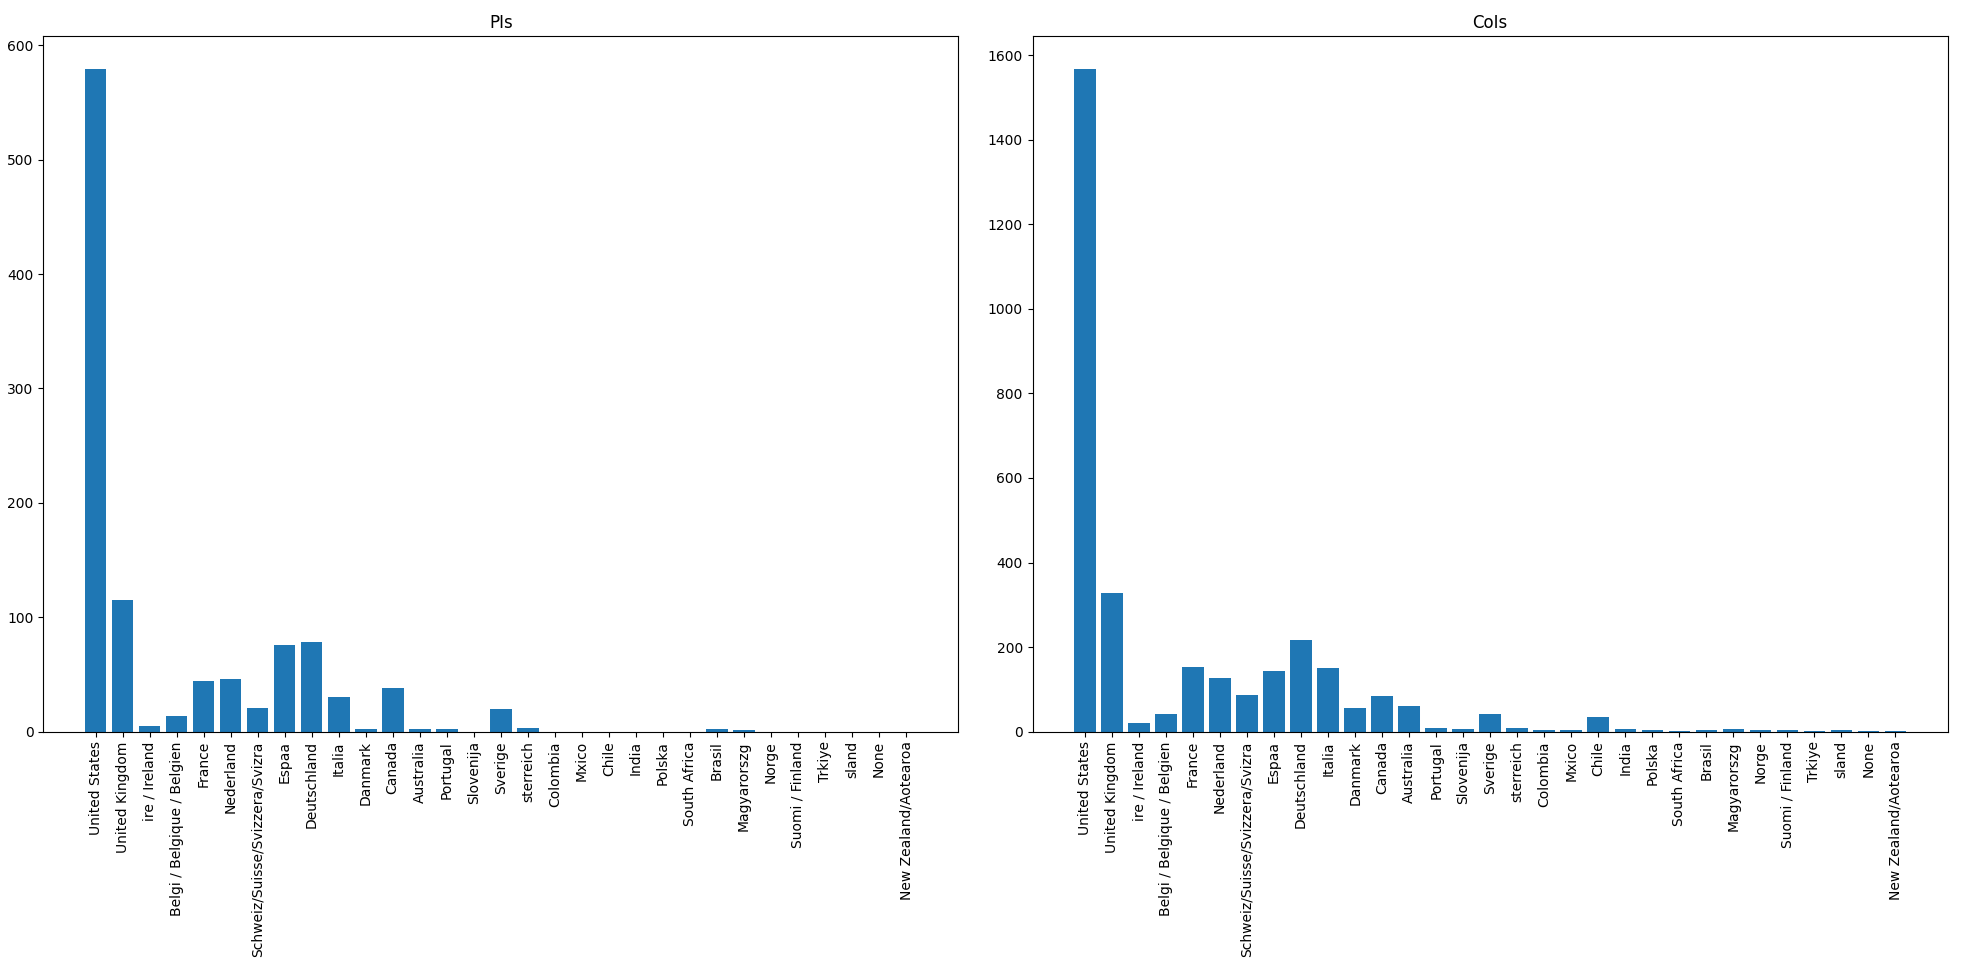 PIs
600
500
400
300
200
100
0
United States
United Kingdom
ire / Ireland
Belgi / Belgique / Belgien
France
Nederland
Schweiz/Suisse/Svizzera/Svizra
Espaa
Deutschland
Italia
Danmark
Canada
Australia
Portugal
Slovenija
Sverige
sterreich
Colombia
Mxico
Chile
India
Polska
South Africa
Brasil
Magyarorszg
Norge
Suomi / Finland
Trkiye
sland
None
New Zealand/Aotearoa
CoIs
1600
1400
1200
1000
800
600
400
200
0
United States
United Kingdom
ire / Ireland
Belgi / Belgique / Belgien
France
Nederland
Schweiz/Suisse/Svizzera/Svizra
Espaa
Deutschland
Italia
Danmark
Canada
Australia
Portugal
Slovenija
Sverige
sterreich
Colombia
Mxico
Chile
India
Polska
South Africa
Brasil
Magyarorszg
Norge
Suomi / Finland
Trkiye
sland
None
New Zealand/Aotearoa